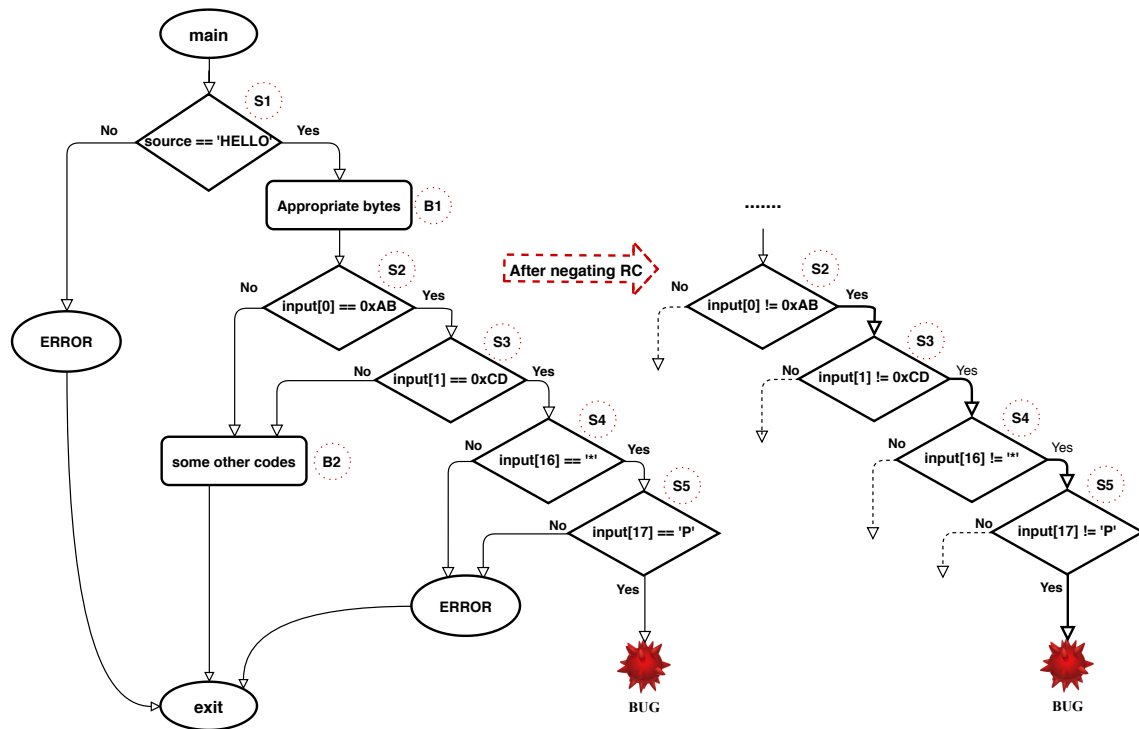 main
S1
No
Yes
source == 'HELLO'
Appropriate bytes
B1
S2
No
Yes
input[0] == 0xAB
ERROR
S3
No
Yes
input[1] == 0xCD
S4
No
Yes
input[16] == '*'
some other codes
B2
S5
No
input[17] == 'P'
Yes
ERROR
BUG
exit
After negating RC
.......
S2
No
Yes
input[0] != 0xAB
S3
No
Yes
input[1] != 0xCD
S4
No
Yes
input[16] != '*'
S5
No
input[17] != 'P'
Yes
BUG